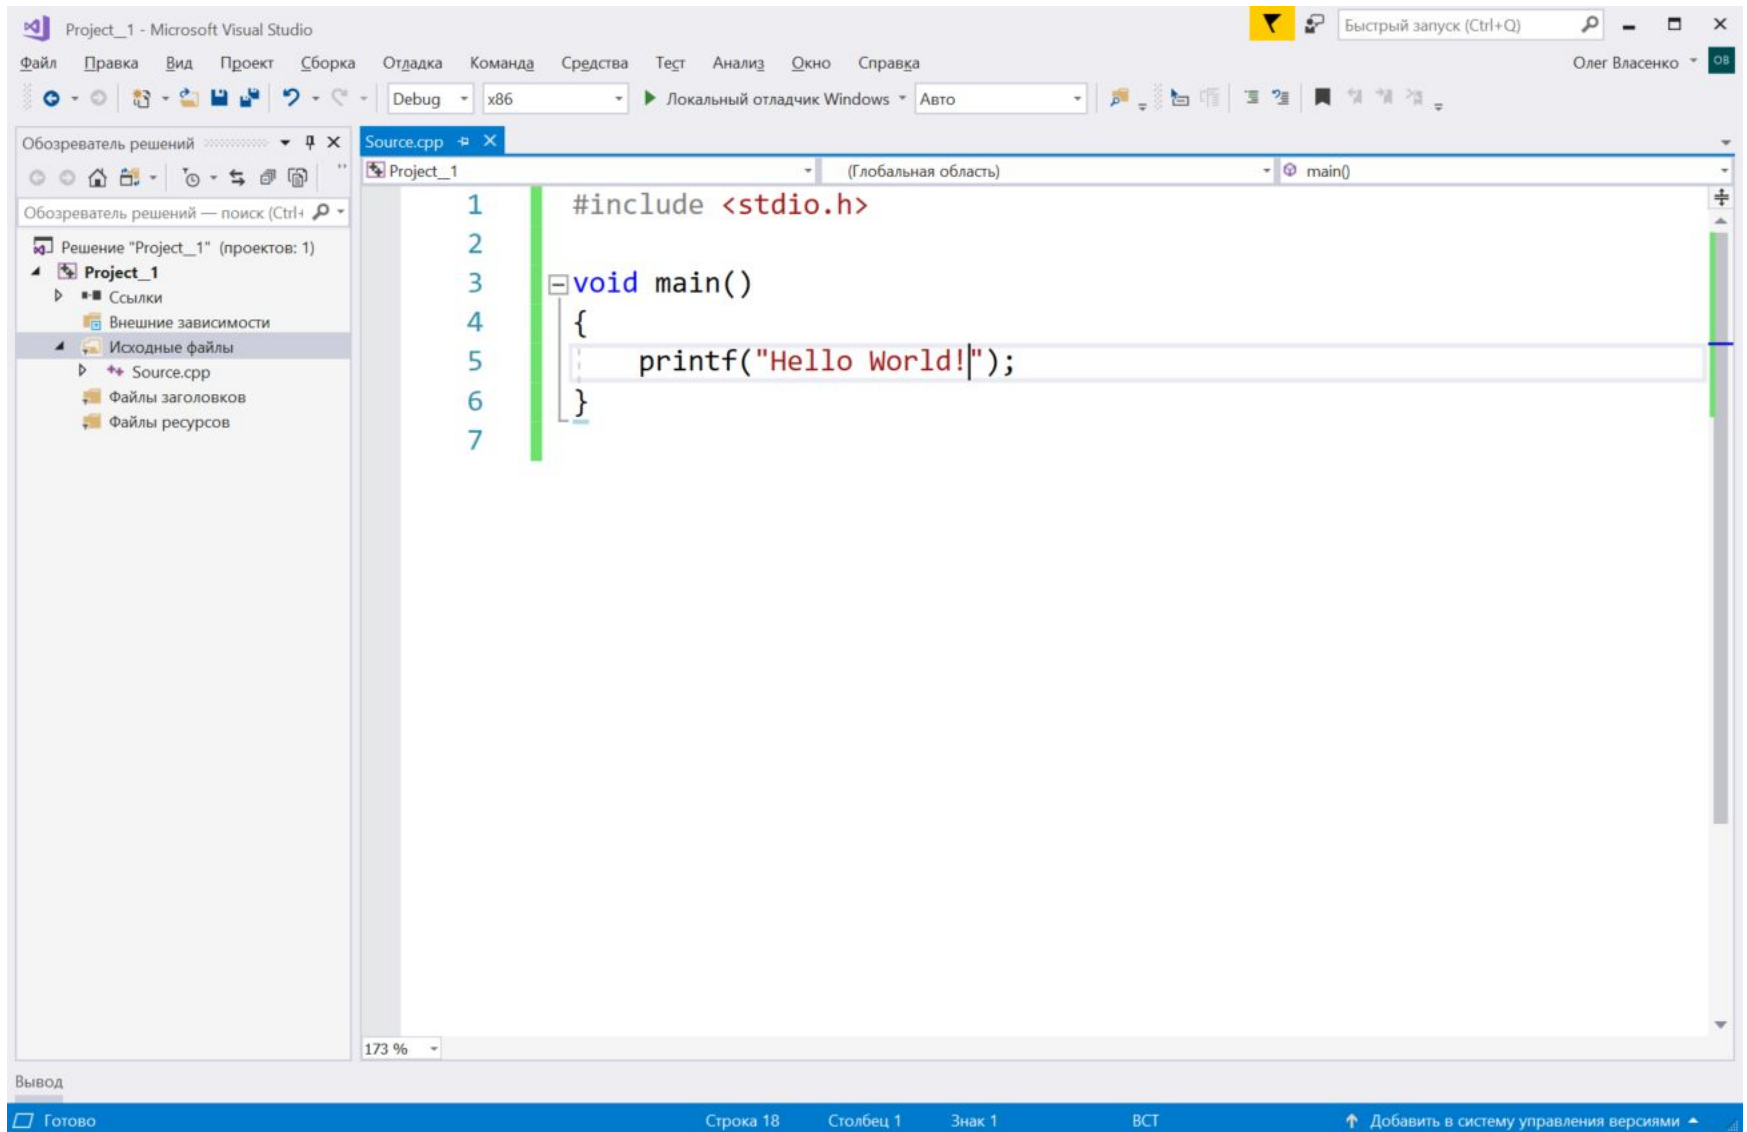 Project_1 - Microsoft Visual Studio
Быстрый запуск (Ctrl+Q)
Файл Правка Вид Проект Сборка Отладка Команда Средства Тест Анализ Окно Справка
Олег Власенко
ОВ
Debug x86 Локальный отладчик Windows Авто
Обозреватель решений
Source.cpp
Project_1 (Глобальная область) main()
Обозреватель решений — поиск (Ctrl+
Решение "Project_1" (проектов: 1)
Project_1
Ссылки
Внешние зависимости
Исходные файлы
Source.cpp
Файлы заголовков
Файлы ресурсов
1 #include <stdio.h>
2
3 void main()
4 {
5 printf("Hello World!");
6 }
7
173 %
Вывод
Готово Строка 18 Столбец 1 Знак 1 ВСТ Добавить в систему управления версиями